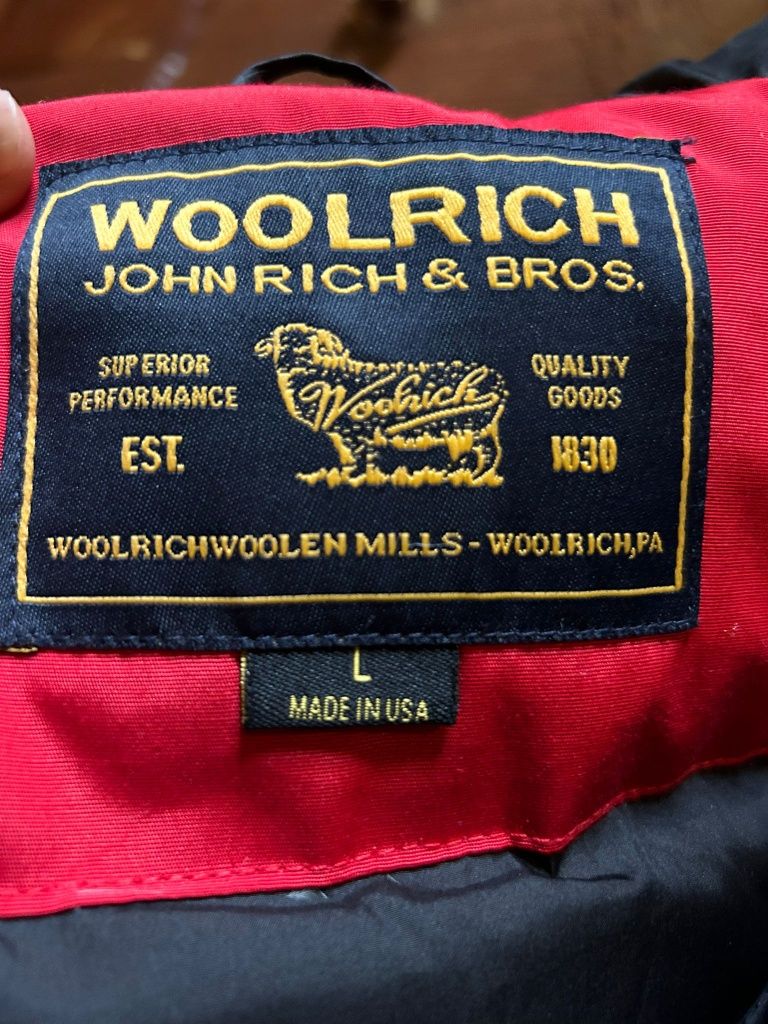 WOOLRICH
JOHN RICH & BROS.
SUPERIOR
PERFORMANCE
EST.
Woolrich
QUALITY
GOODS
1830
WOOLRICH WOOLEN MILLS - WOOLRICH, PA
L
MADE IN USA